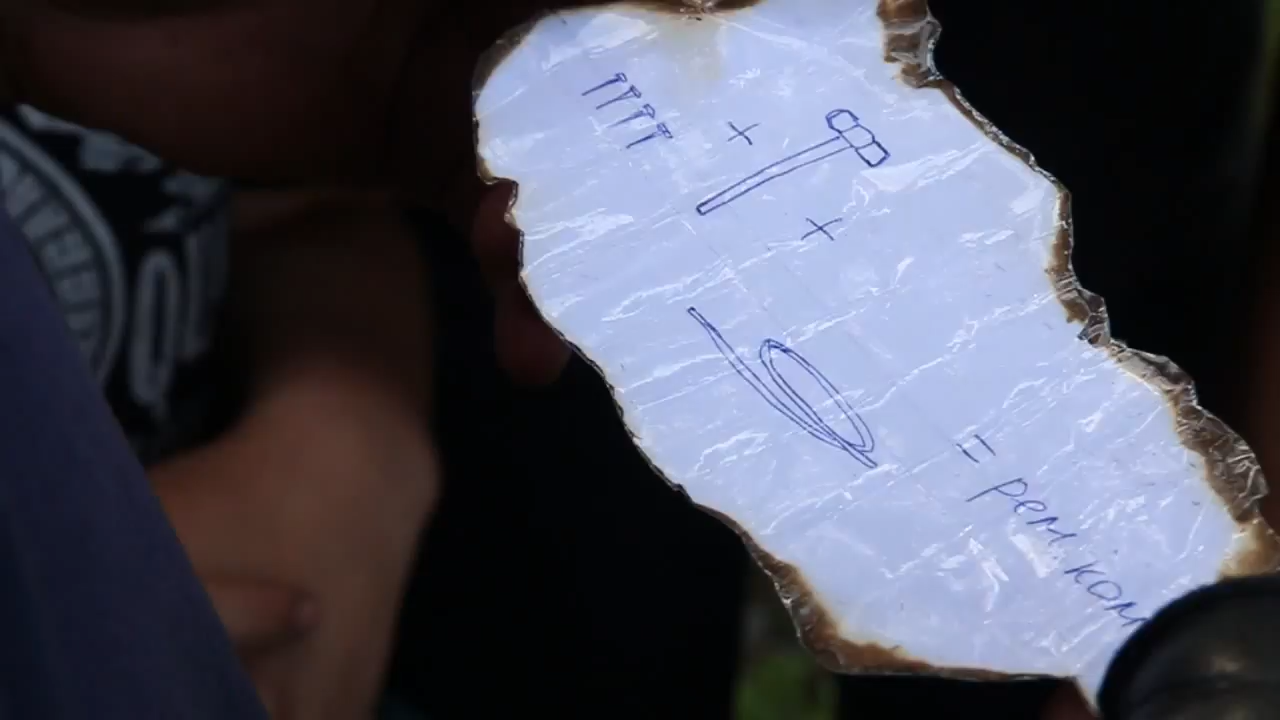 +
+
= рем. ком